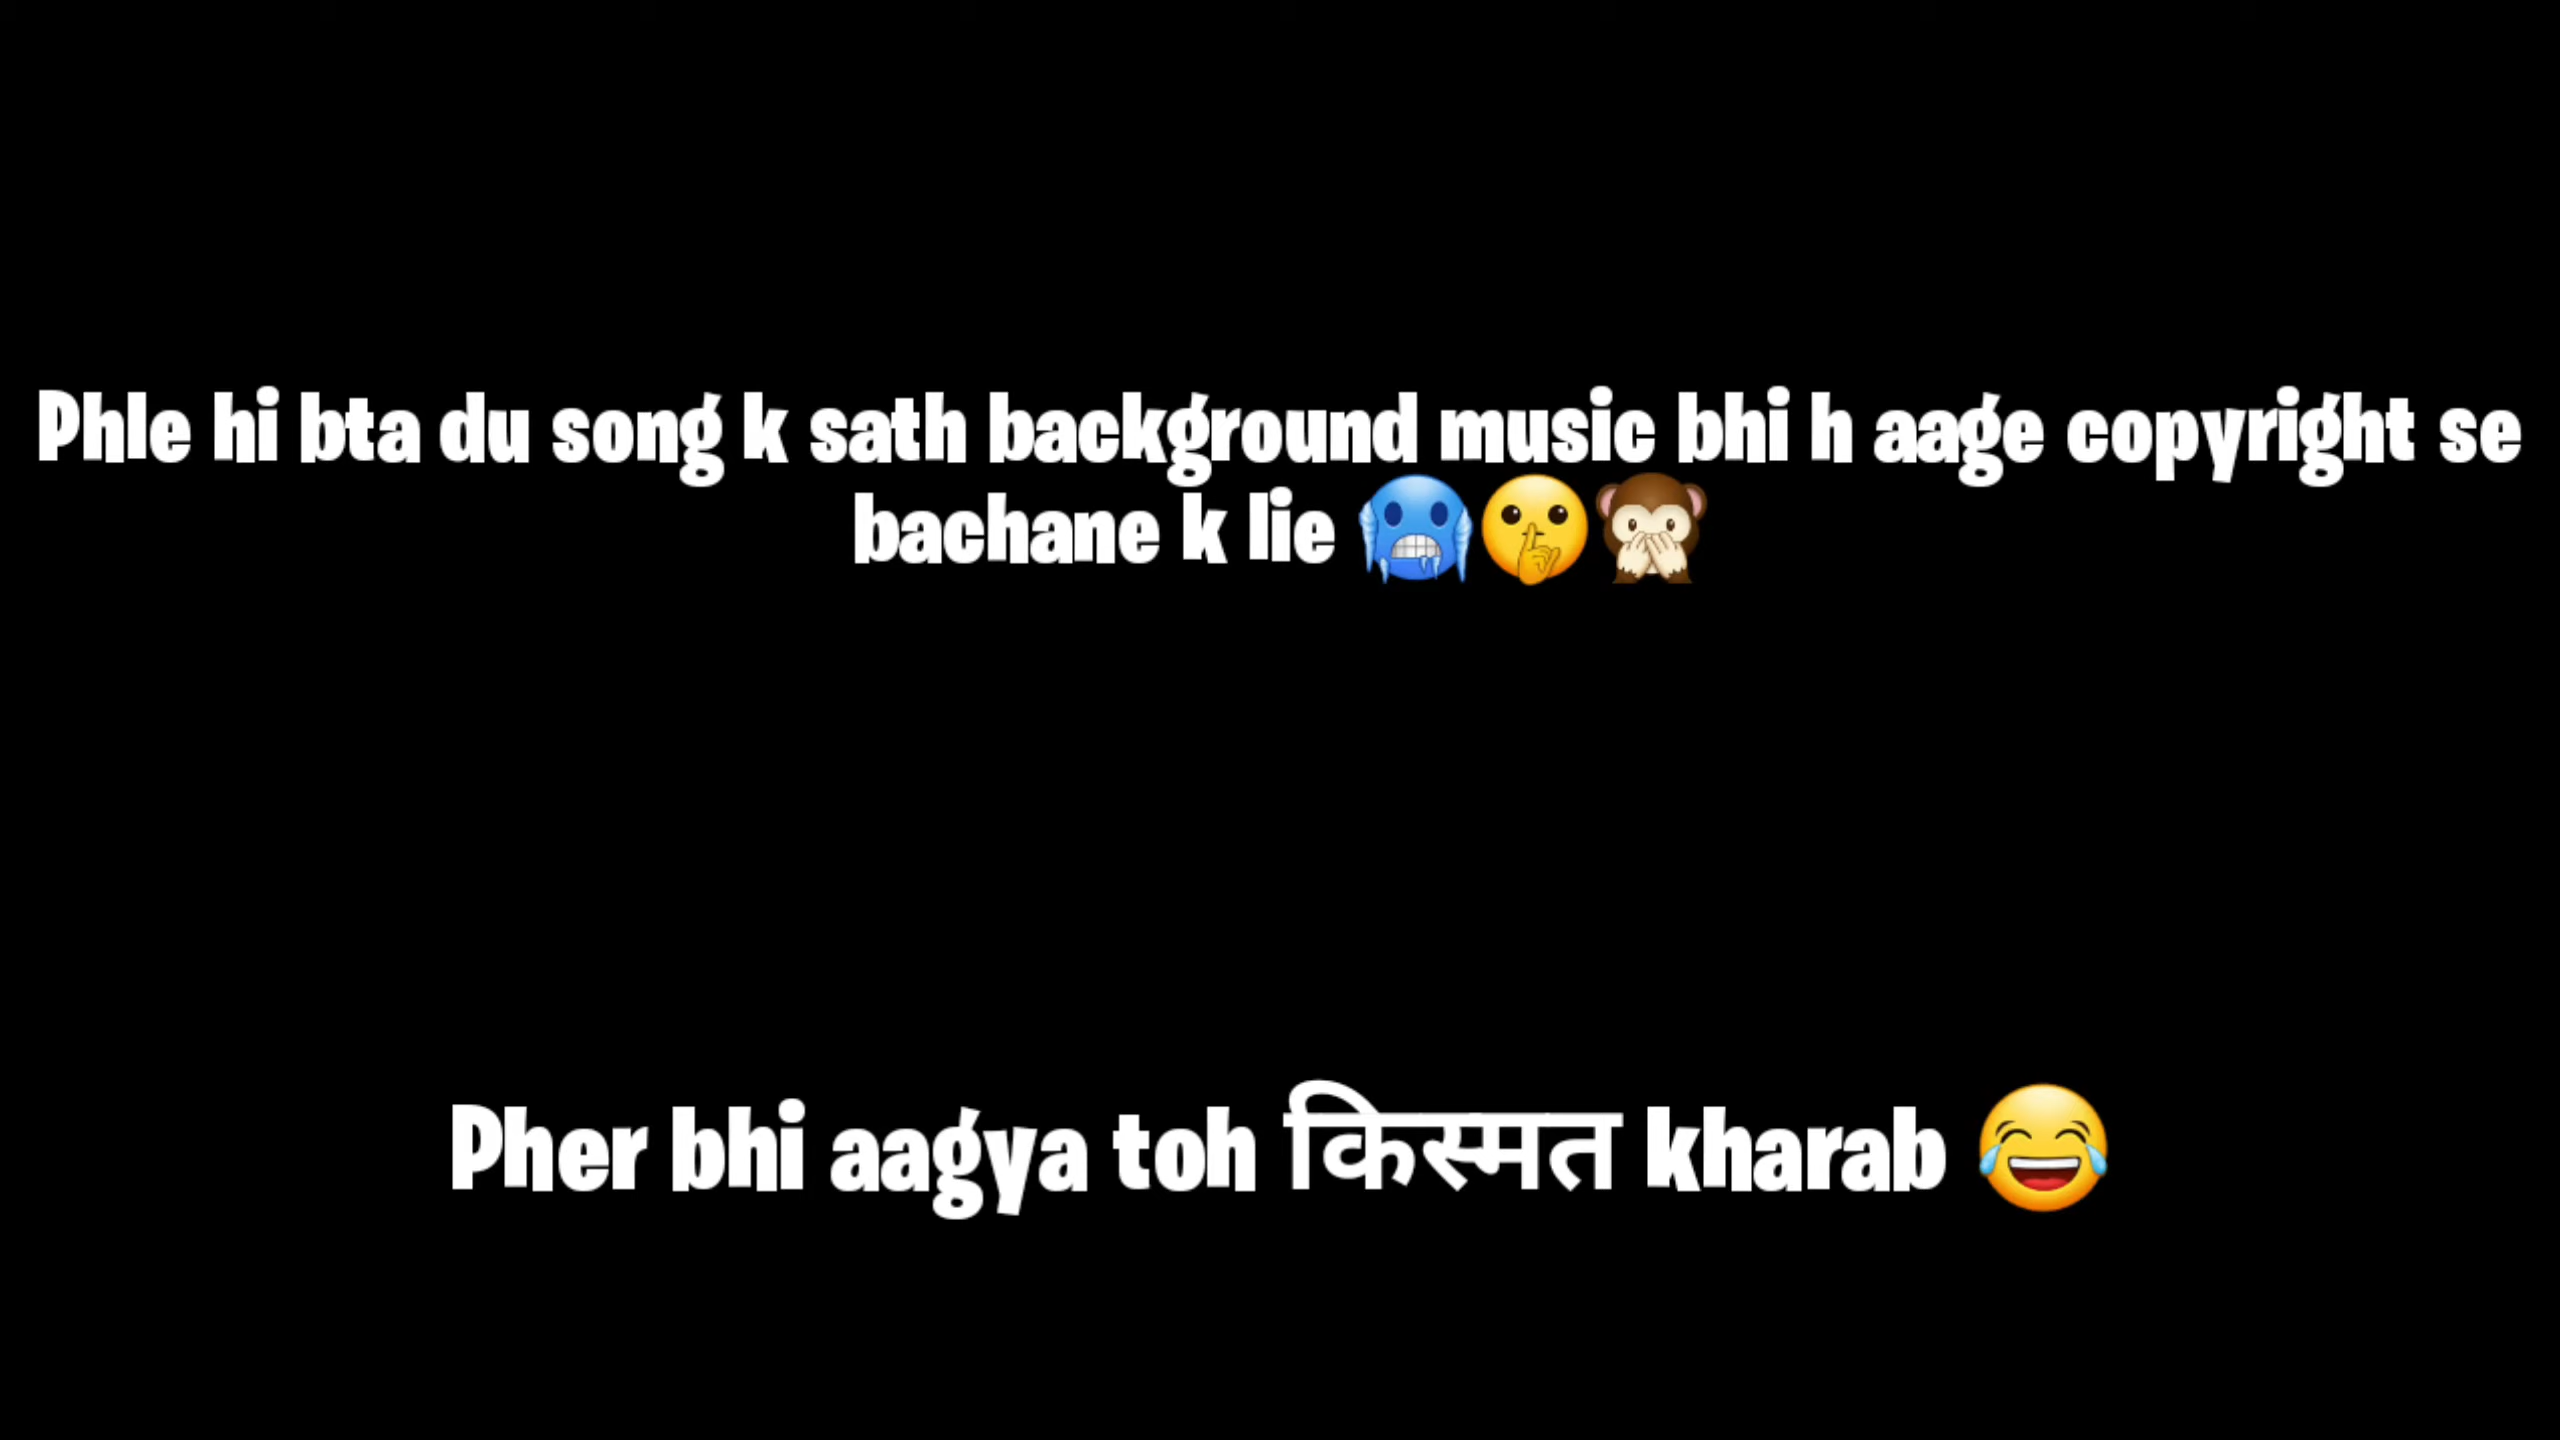 Phle hi bta du song k sath background music bhi h aage copyright se
bachane k lie 🥶🤫🙊
Pher bhi aagya toh किस्मत kharab 😂